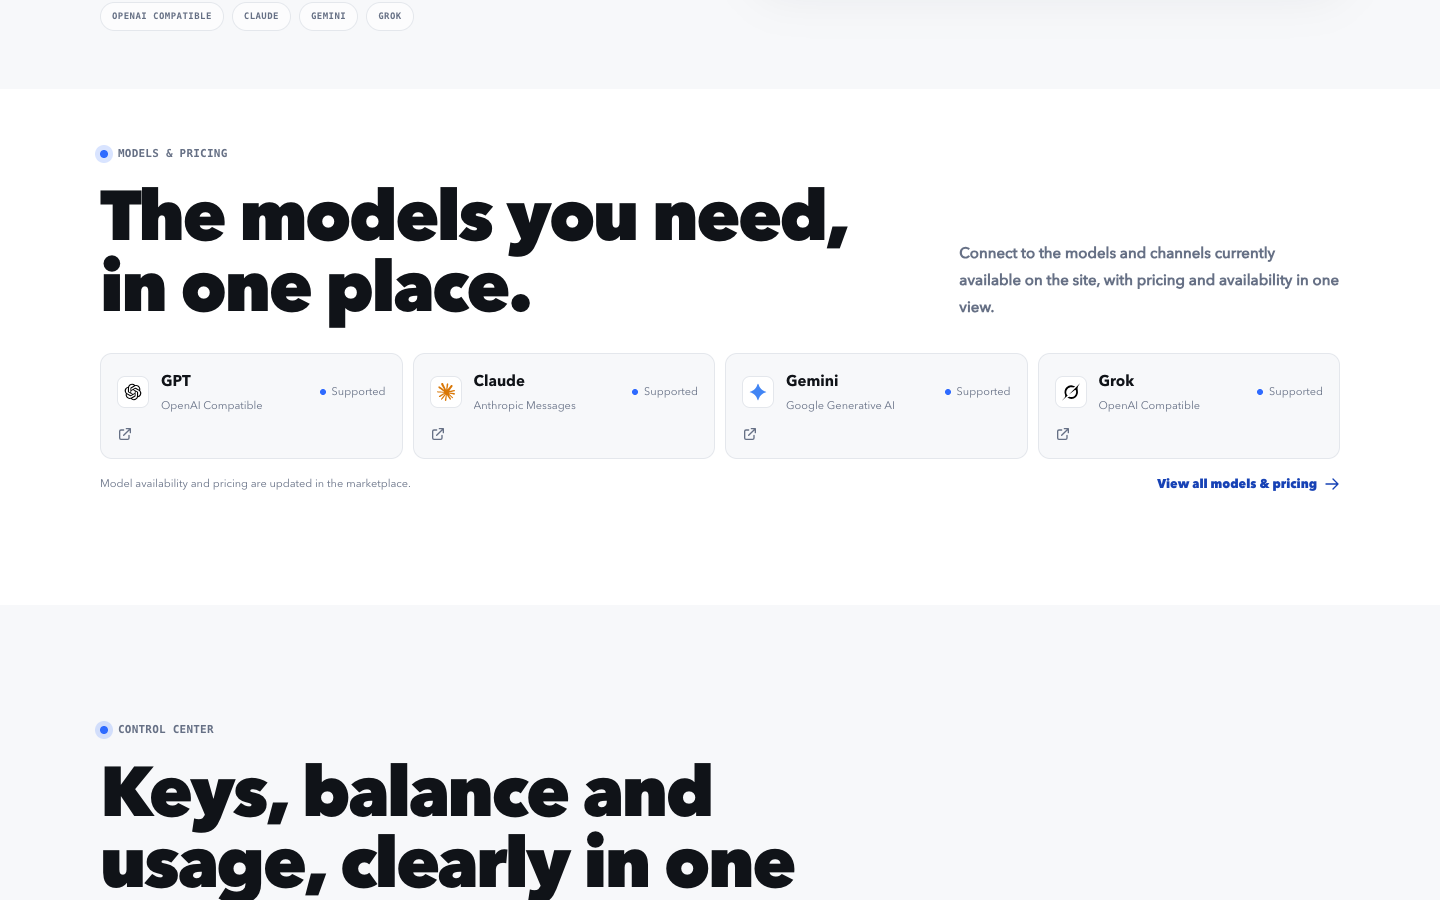 OPENAI COMPATIBLE
CLAUDE
GEMINI
GROK
MODELS & PRICING
The models you need,
in one place.
Connect to the models and channels currently
available on the site, with pricing and availability in one
view.
GPT
OpenAI Compatible
Supported
Claude
Anthropic Messages
Supported
Gemini
Google Generative AI
Supported
Grok
OpenAI Compatible
Supported
Model availability and pricing are updated in the marketplace.
View all models & pricing
CONTROL CENTER
Keys, balance and
usage, clearly in one